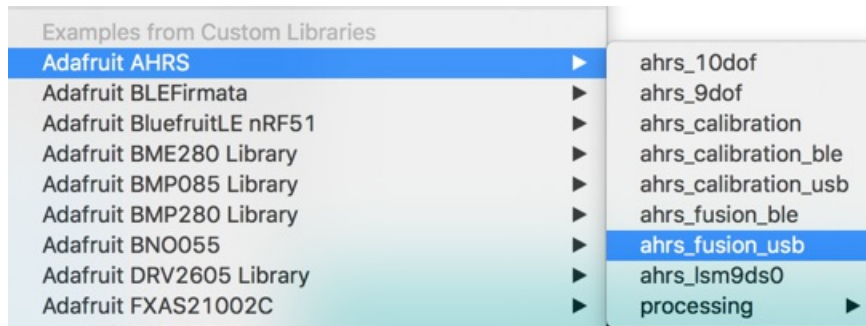 Examples from Custom Libraries
Adafruit AHRS
Adafruit BLEFirmata
Adafruit BluefruitLE nRF51
Adafruit BME280 Library
Adafruit BMP085 Library
Adafruit BMP280 Library
Adafruit BNO055
Adafruit DRV2605 Library
Adafruit FXAS21002C
ahrs_10dof
ahrs_9dof
ahrs_calibration
ahrs_calibration_ble
ahrs_calibration_usb
ahrs_fusion_ble
ahrs_fusion_usb
ahrs_lsm9ds0
processing